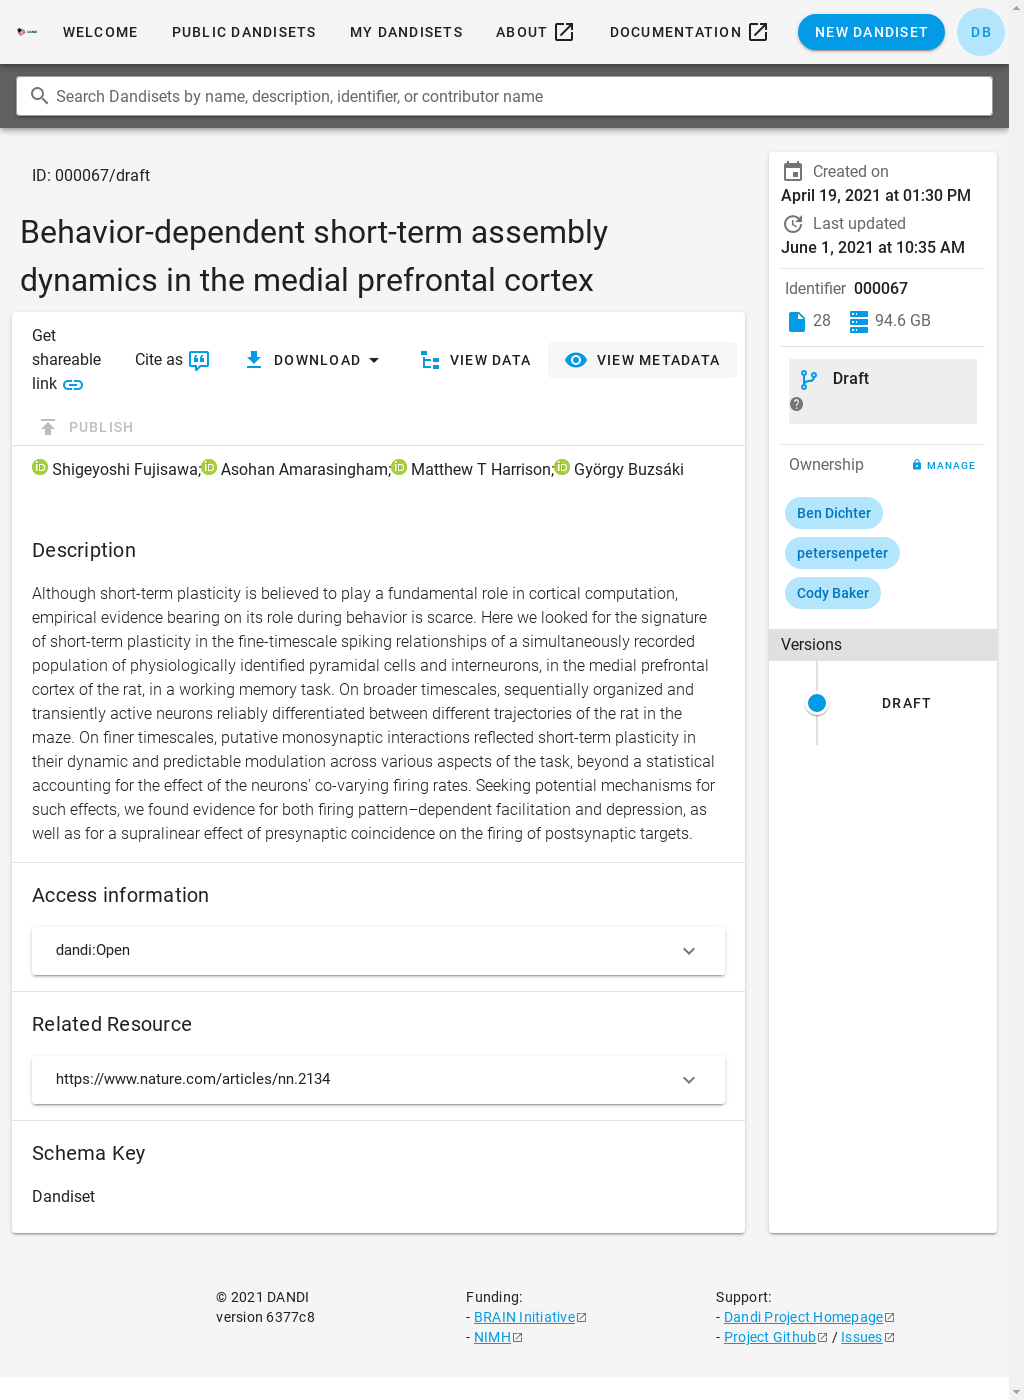 WELCOME PUBLIC DANDISETS MY DANDISETS ABOUT DOCUMENTATION NEW DANDISET DB
Search Dandisets by name, description, identifier, or contributor name
ID: 000067/draft
Behavior-dependent short-term assembly
dynamics in the medial prefrontal cortex
Get
shareable
link
Cite as
DOWNLOAD
VIEW DATA
VIEW METADATA
PUBLISH
Shigeyoshi Fujisawa; Asohan Amarasingham; Matthew T Harrison; György Buzsáki
Description
Although short-term plasticity is believed to play a fundamental role in cortical computation,
empirical evidence bearing on its role during behavior is scarce. Here we looked for the signature
of short-term plasticity in the fine-timescale spiking relationships of a simultaneously recorded
population of physiologically identified pyramidal cells and interneurons, in the medial prefrontal
cortex of the rat, in a working memory task. On broader timescales, sequentially organized and
transiently active neurons reliably differentiated between different trajectories of the rat in the
maze. On finer timescales, putative monosynaptic interactions reflected short-term plasticity in
their dynamic and predictable modulation across various aspects of the task, beyond a statistical
accounting for the effect of the neurons' co-varying firing rates. Seeking potential mechanisms for
such effects, we found evidence for both firing pattern–dependent facilitation and depression, as
well as for a supralinear effect of presynaptic coincidence on the firing of postsynaptic targets.
Access information
dandi:Open
Related Resource
https://www.nature.com/articles/nn.2134
Schema Key
Dandiset
Created on
April 19, 2021 at 01:30 PM
Last updated
June 1, 2021 at 10:35 AM
Identifier 000067
28 94.6 GB
Draft
Ownership MANAGE
Ben Dichter
petersenpeter
Cody Baker
Versions
DRAFT
© 2021 DANDI
version 6377c8
Funding:
- BRAIN Initiative
- NIMH
Support:
- Dandi Project Homepage
- Project Github / Issues